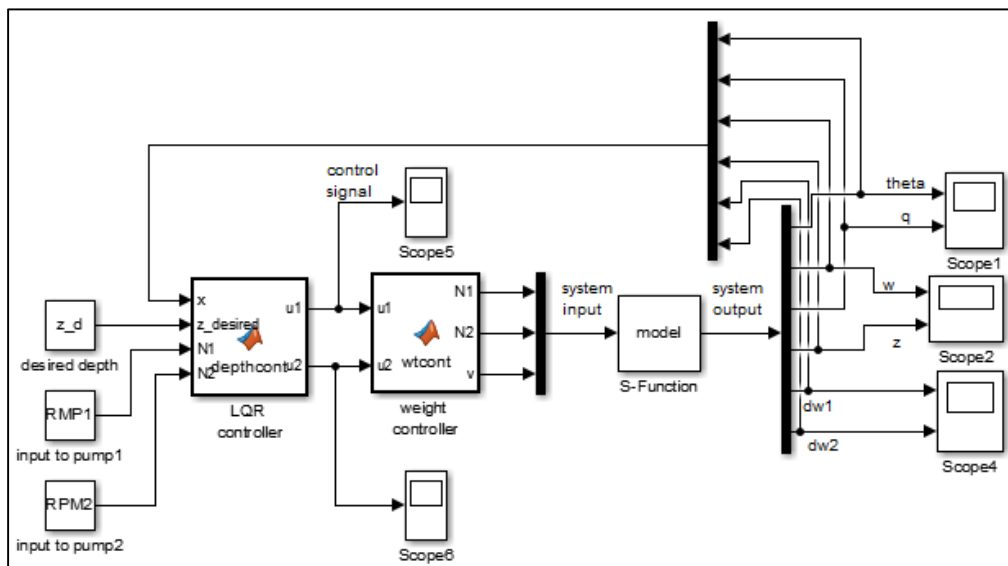 control
signal
Scope5
theta
q
Scope1
w
z
Scope2
dw1
dw2
Scope4
z_d
desired depth
RMP1
input to pump1
RPM2
input to pump2
x
z_desired
N1
N2
depthcont
u1
u2
LQR
controller
u1
u2
wtcont
N1
N2
v
weight
controller
system
input
model
S-Function
system
output
Scope6